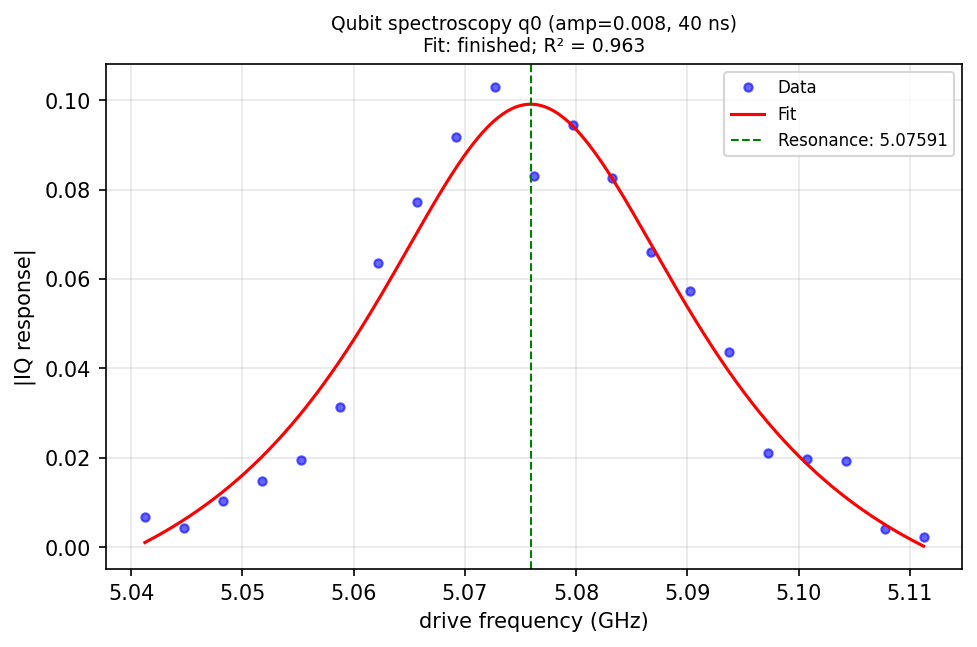 Qubit spectroscopy q0 (amp=0.008, 40 ns)
Fit: finished; R² = 0.963
Data
Fit
Resonance: 5.07591
|IQ response|
0.10
0.08
0.06
0.04
0.02
0.00
5.04 5.05 5.06 5.07 5.08 5.09 5.10 5.11
drive frequency (GHz)